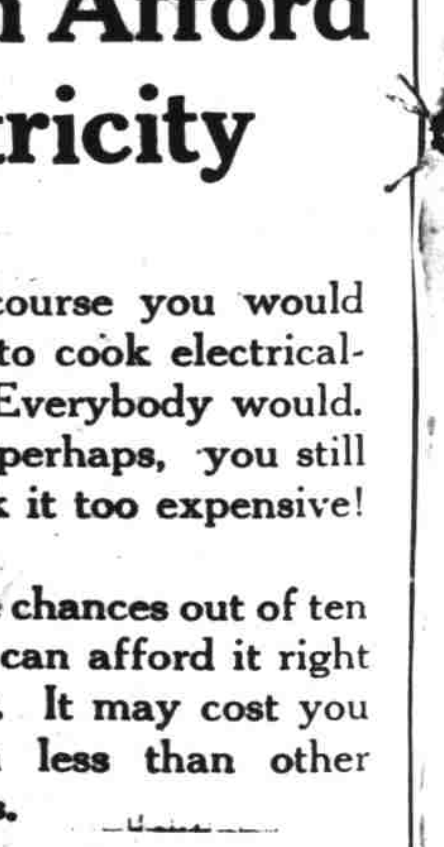 n Afford
tricity
course you would
to cook electrical-
Everybody would.
perhaps, you still
k it too expensive!
e chances out of ten
can afford it right
. It may cost you
less than other
s.